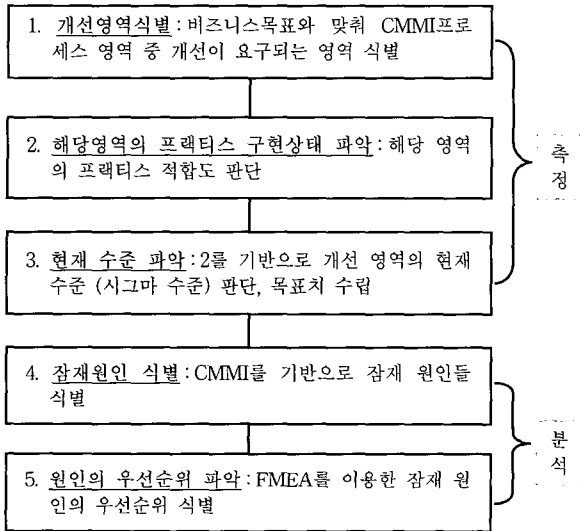 1. 개선영역식별:비즈니스목표와 맞춰 CMMI프로
세스 영역 중 개선이 요구되는 영역 식별
2. 해당영역의 프랙티스 구현상태 파악:해당 영역
의 프랙티스 적합도 판단
3. 현재 수준 파악:2를 기반으로 개선 영역의 현재
수준 (시그마 수준) 판단, 목표치 수립
측
정
4. 잠재원인 식별:CMMI를 기반으로 잠재 원인들
식별
5. 원인의 우선순위 파악:FMEA를 이용한 잠재 원
인의 우선순위 식별
분
석